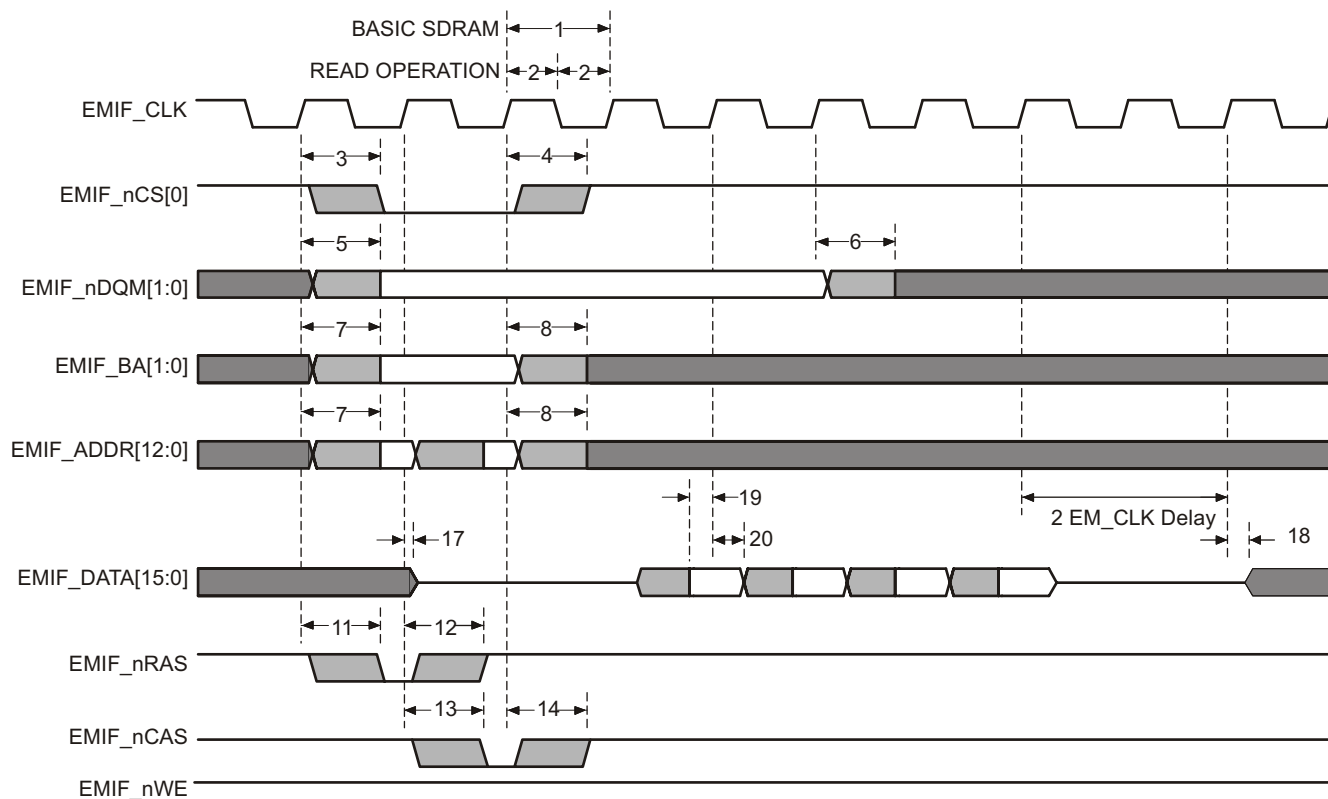 BASIC SDRAM
1
READ OPERATION
2 2
EMIF_CLK
3 4
EMIF_nCS[0]
5 6
EMIF_nDQM[1:0]
7 8
EMIF_BA[1:0]
7 8
EMIF_ADDR[12:0]
19
2 EM_CLK Delay
17 20 18
EMIF_DATA[15:0]
11 12
EMIF_nRAS
13 14
EMIF_nCAS
EMIF_nWE